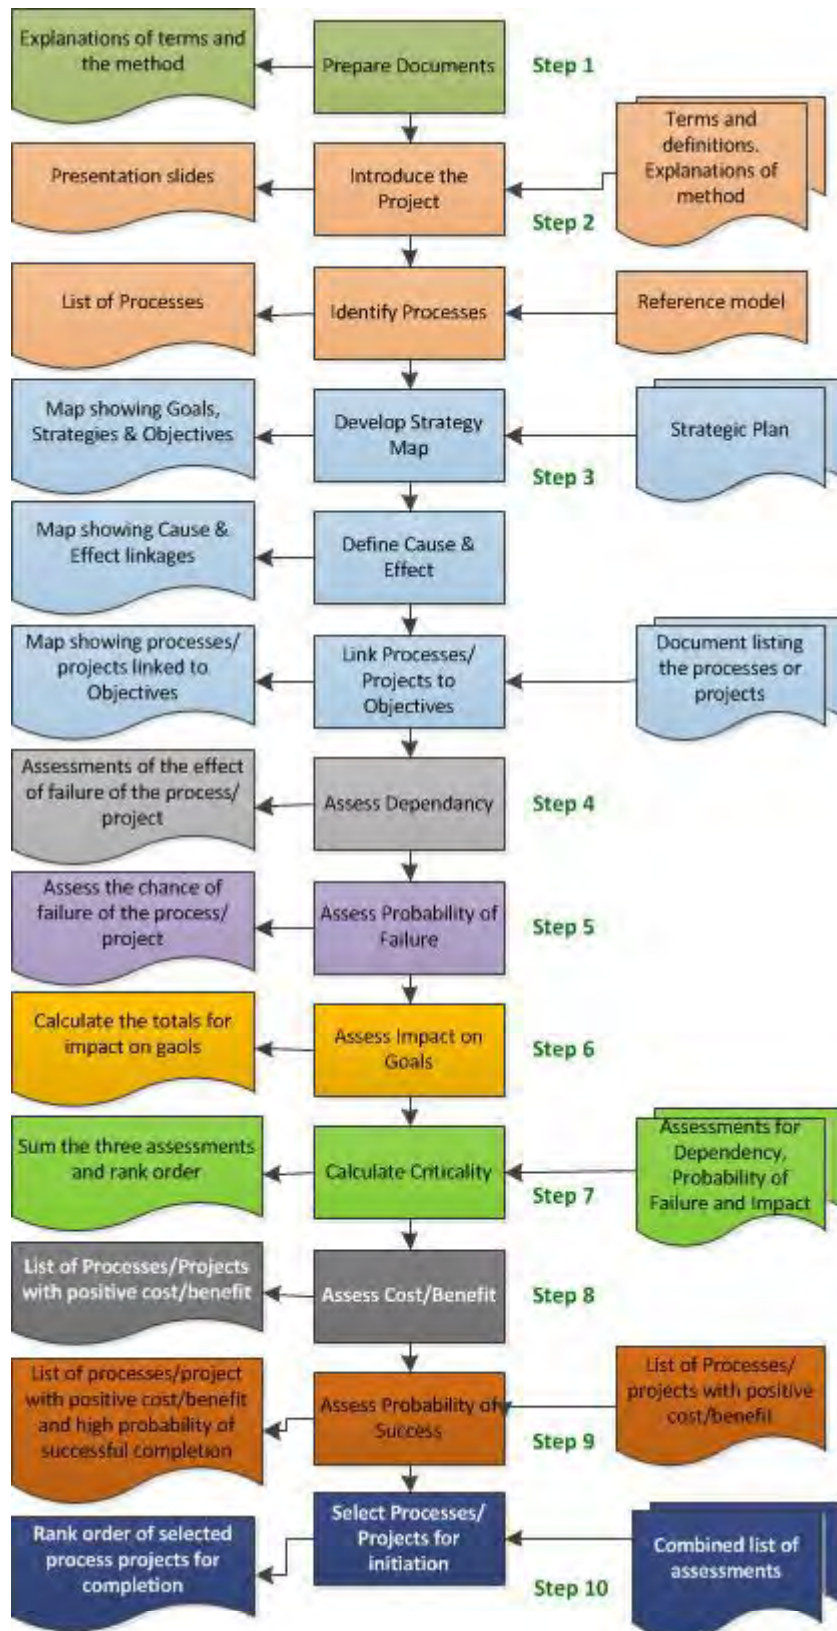 Explanations of terms and
the method
Prepare Documents
Step 1
Presentation slides
Introduce the
Project
Terms and
definitions.
Explanations of
method
Step 2
List of Processes
Identify Processes
Reference model
Map showing Goals,
Strategies & Objectives
Develop Strategy
Map
Strategic Plan
Step 3
Map showing Cause &
Effect linkages
Define Cause &
Effect
Map showing processes/
projects linked to
Objectives
Link Processes/
Projects to
Objectives
Document listing
the processes or
projects
Assessments of the effect
of failure of the process/
project
Assess Dependancy
Step 4
Assess the chance of
failure of the process/
project
Assess Probability of
Failure
Step 5
Calculate the totals for
impact on gaols
Assess Impact on
Goals
Step 6
Sum the three assessments
and rank order
Calculate Criticality
Assessments for
Dependency,
Probability of
Failure and Impact
Step 7
List of Processes/Projects
with positive cost/benefit
Assess Cost/Benefit
Step 8
List of processes/project
with positive cost/benefit
and high probability of
successful completion
Assess Probability of
Success
List of Processes/
projects with positive
cost/benefit
Step 9
Rank order of selected
process projects for
completion
Select Processes/
Projects for
initiation
Combined list of
assessments
Step 10